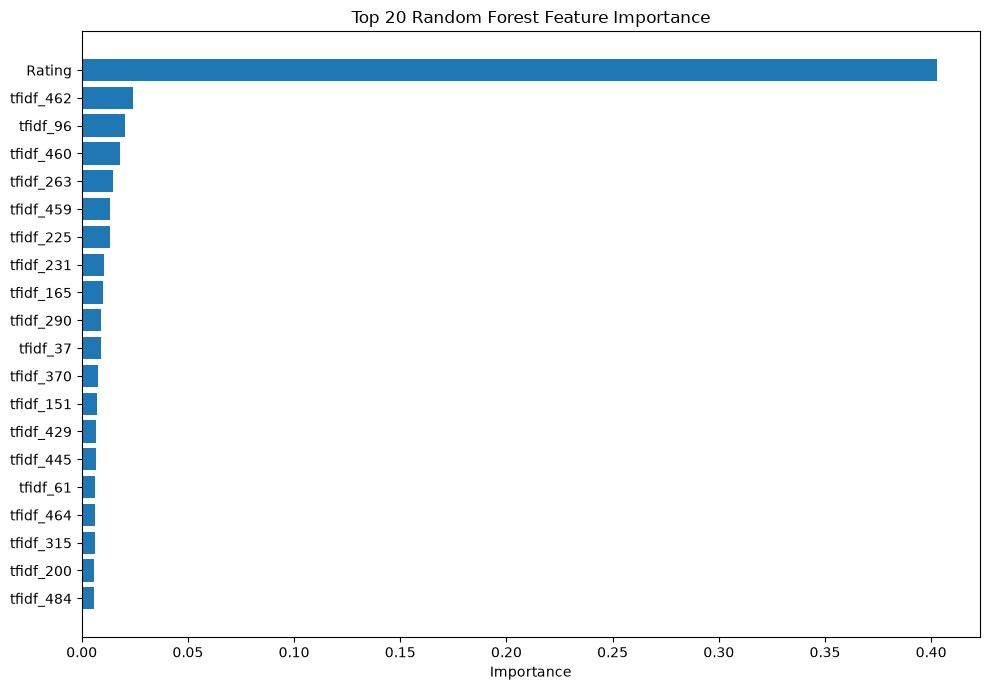 Top 20 Random Forest Feature Importance
Rating
tfidf_462
tfidf_96
tfidf_460
tfidf_263
tfidf_459
tfidf_225
tfidf_231
tfidf_165
tfidf_290
tfidf_37
tfidf_370
tfidf_151
tfidf_429
tfidf_445
tfidf_61
tfidf_464
tfidf_315
tfidf_200
tfidf_484
0.00 0.05 0.10 0.15 0.20 0.25 0.30 0.35 0.40
Importance